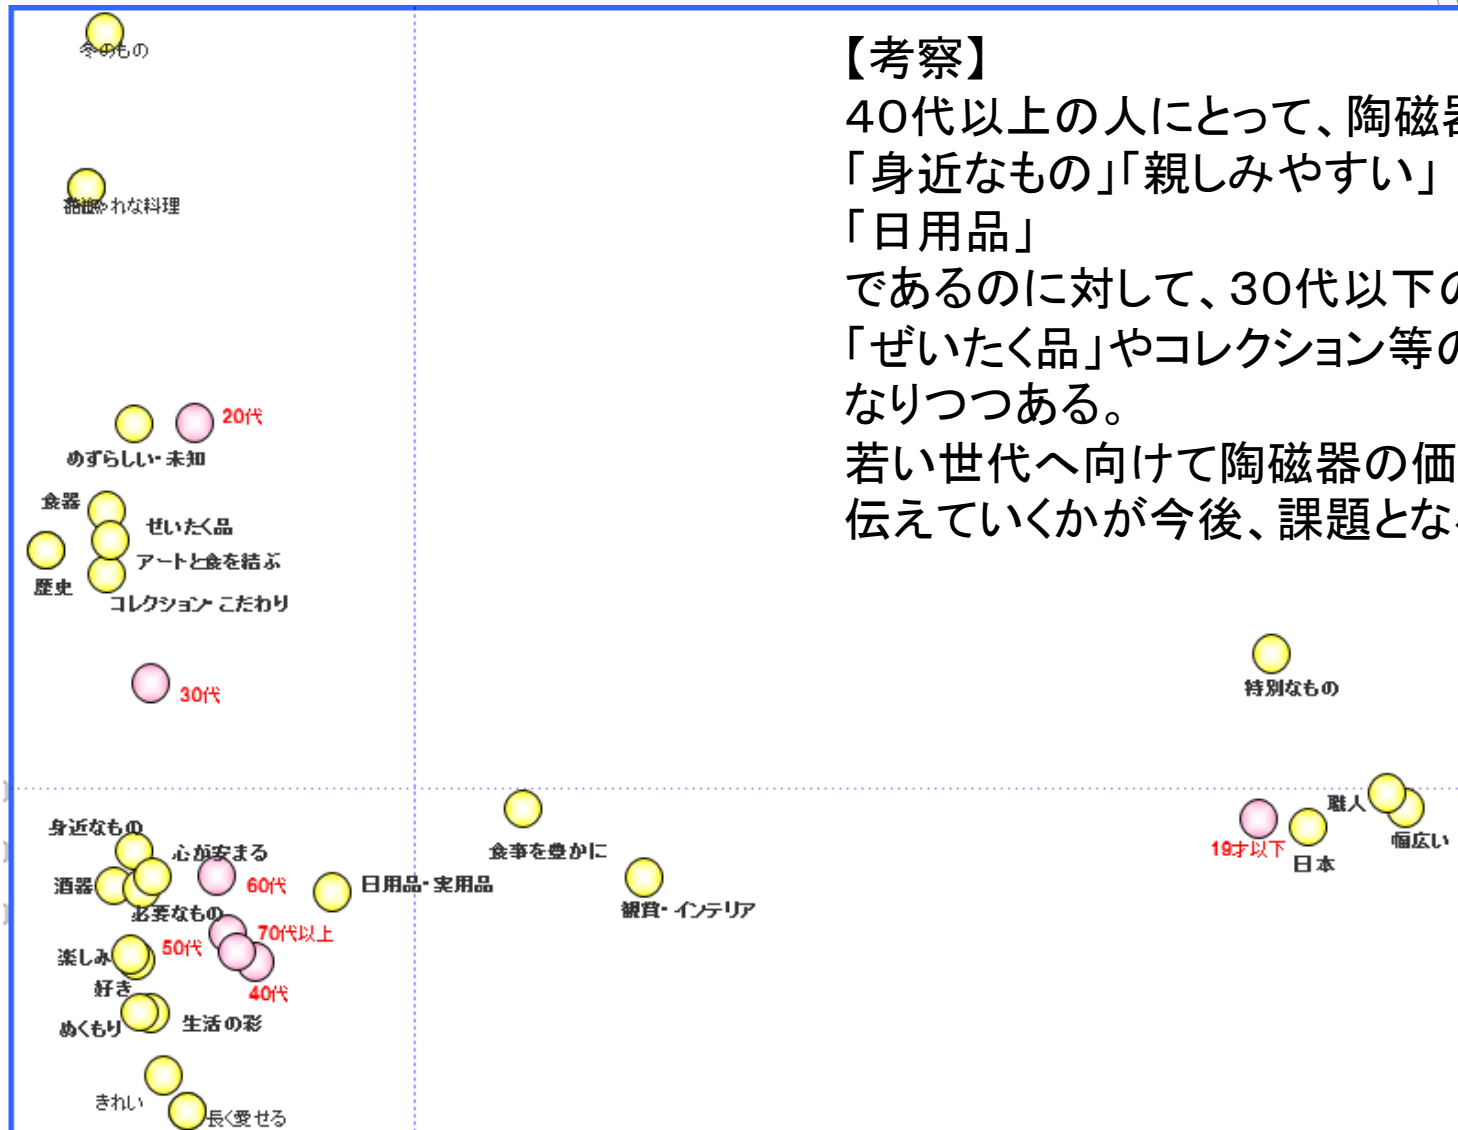 冬のもの
れな料理
【考察】
40代以上の人にとって、陶磁器
「身近なもの」「親しみやすい」
「日用品」
であるのに対して、30代以下の
「ぜいたく品」やコレクション等の
なりつつある。
若い世代へ向けて陶磁器の価
伝えていくかが今後、課題とな
20代
めずらしい・未知
食器
ぜいたく品
アートと食を結ぶ
歴史
コレクション・こだわり
30代
特別なもの
職人
幅広い
19才以下
日本
身近なもの
心が安まる
食事を豊かに
酒器
60代
日用品・実用品
観賞・インテリア
必要なもの
70代以上
50代
楽しみ
好き
40代
ぬくもり
生活の彩
きれい
長く愛せる